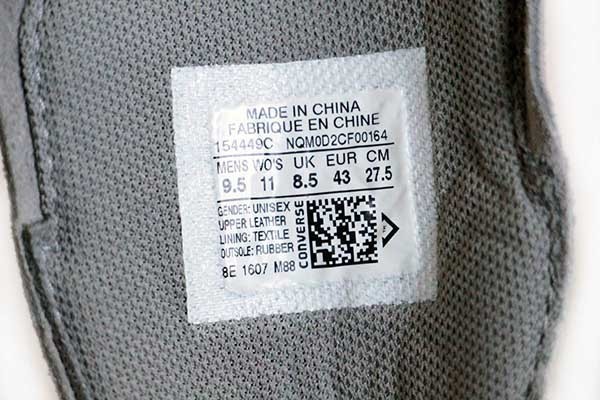 MADE IN CHINA
FABRIQUE EN CHINE
154449C NQM0D2CF00164
MENS WO'S UK EUR CM
9.5 11 8.5 43 27.5
GENDER: UNISEX
UPPER LEATHER
LINING: TEXTILE
OUTSOLE: RUBBER
8E 1607 M88
CONVERSE